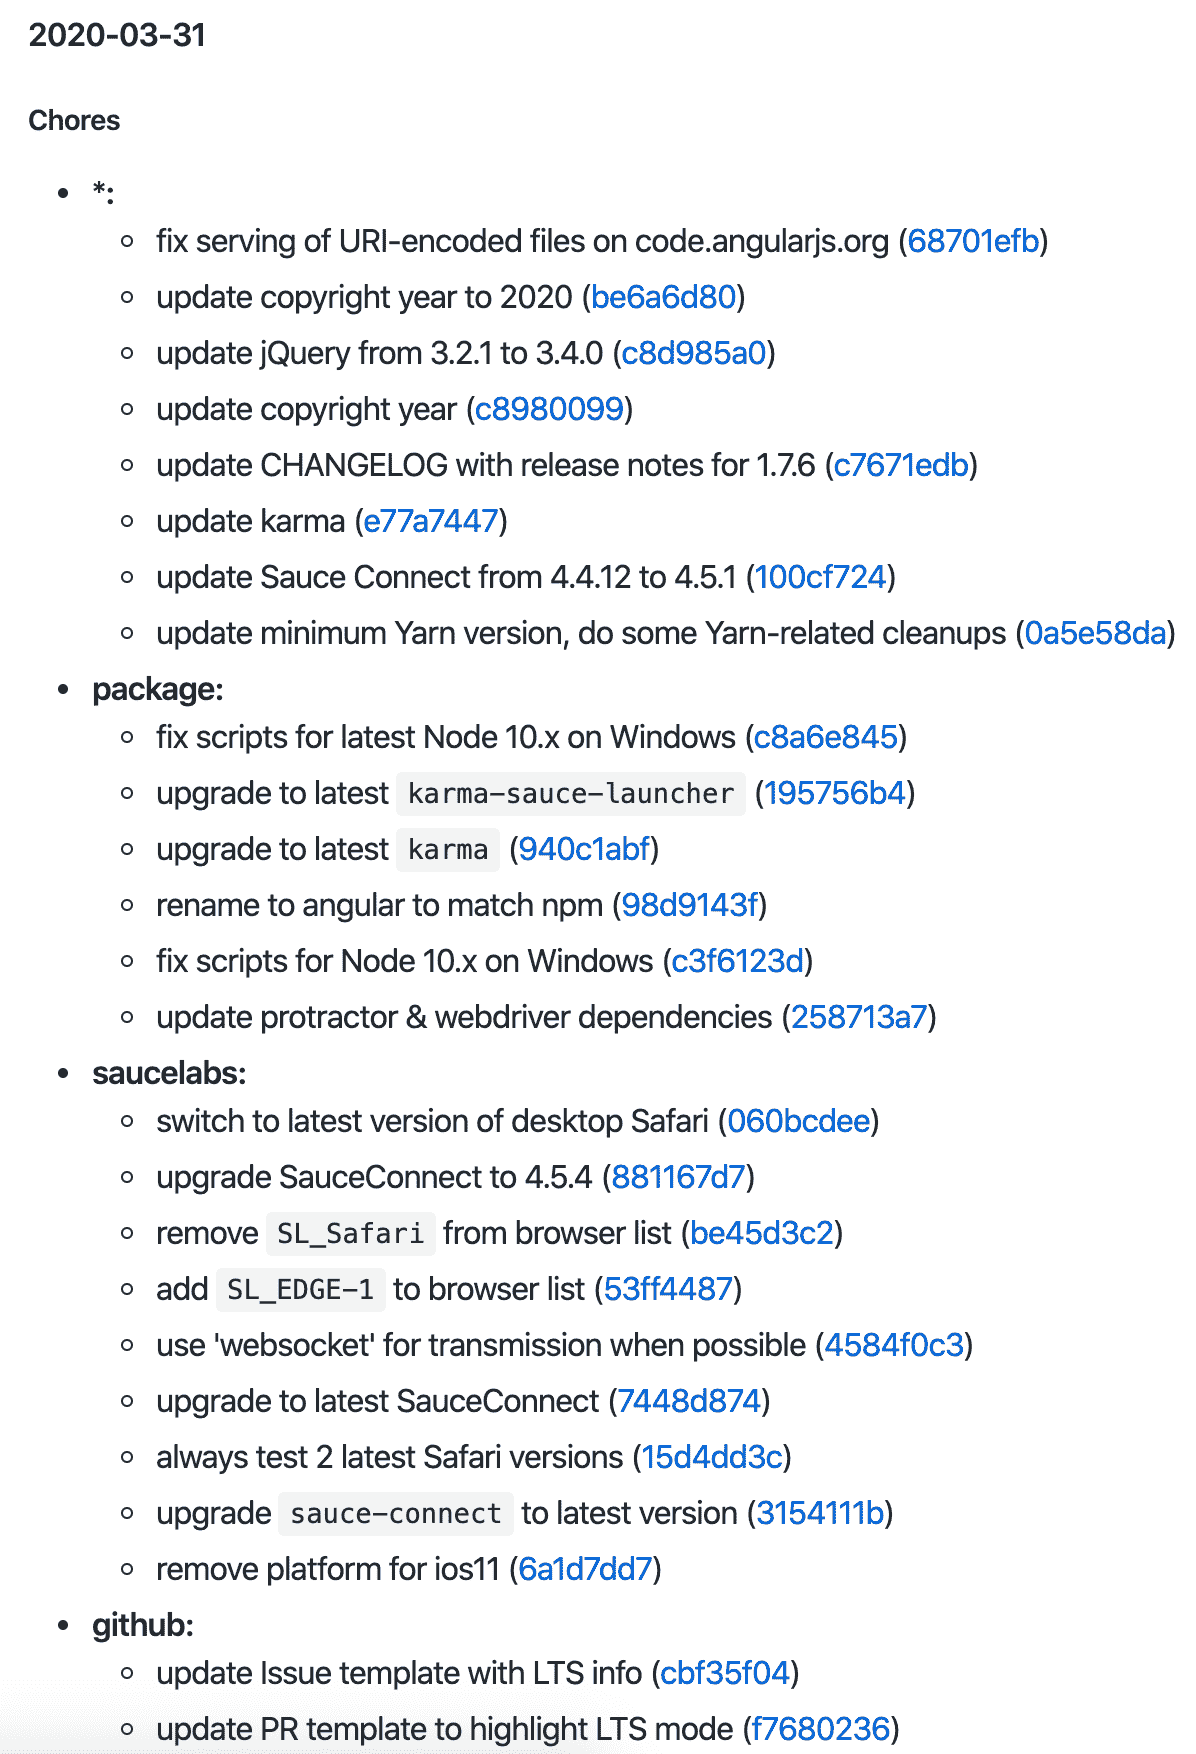 2020-03-31
Chores
*:
fix serving of URI-encoded files on code.angularjs.org (68701efb)
update copyright year to 2020 (be6a6d80)
update jQuery from 3.2.1 to 3.4.0 (c8d985a0)
update copyright year (c8980099)
update CHANGELOG with release notes for 1.7.6 (c7671edb)
update karma (e77a7447)
update Sauce Connect from 4.4.12 to 4.5.1 (100cf724)
update minimum Yarn version, do some Yarn-related cleanups (0a5e58da)
package:
fix scripts for latest Node 10.x on Windows (c8a6e845)
upgrade to latest karma-sauce-launcher (195756b4)
upgrade to latest karma (940c1abf)
rename to angular to match npm (98d9143f)
fix scripts for Node 10.x on Windows (c3f6123d)
update protractor & webdriver dependencies (258713a7)
saucelabs:
switch to latest version of desktop Safari (060bcdee)
upgrade SauceConnect to 4.5.4 (881167d7)
remove SL_Safari from browser list (be45d3c2)
add SL_EDGE-1 to browser list (53ff4487)
use 'websocket' for transmission when possible (4584f0c3)
upgrade to latest SauceConnect (7448d874)
always test 2 latest Safari versions (15d4dd3c)
upgrade sauce-connect to latest version (3154111b)
remove platform for ios11 (6a1d7dd7)
github:
update Issue template with LTS info (cbf35f04)
update PR template to highlight LTS mode (f7680236)